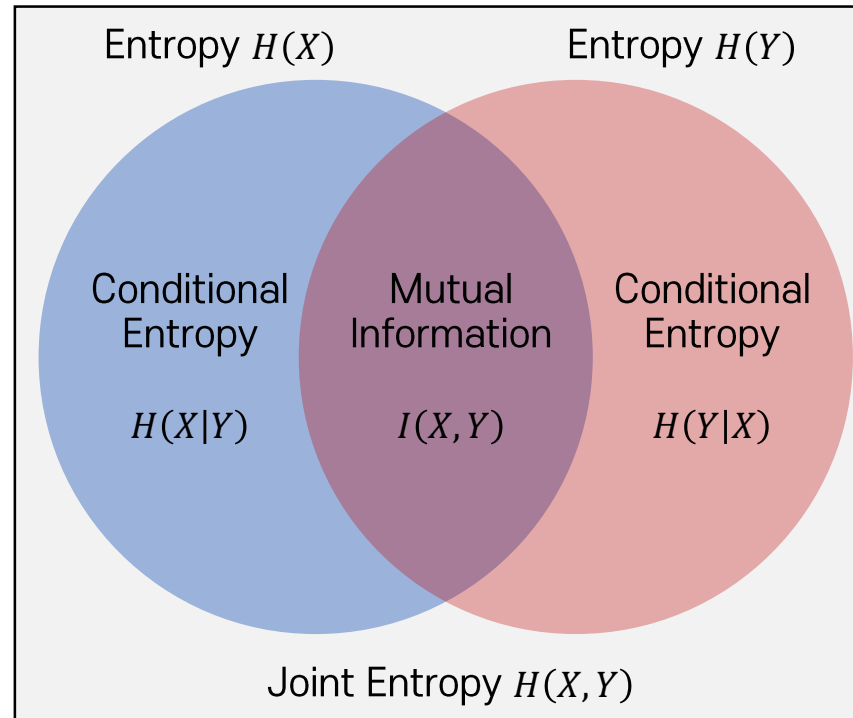 Entropy H(X)
Entropy H(Y)
Conditional
Entropy
H(X|Y)
Mutual
Information
I(X, Y)
Conditional
Entropy
H(Y|X)
Joint Entropy H(X, Y)